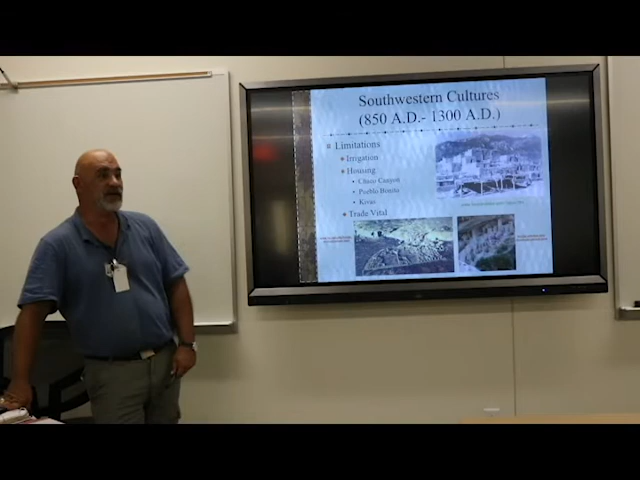 Southwestern Cultures
(850 A.D.- 1300 A.D.)
Limitations
Irrigation
Housing
Chaco Canyon
Pueblo Bonito
Kivas
Trade Vital